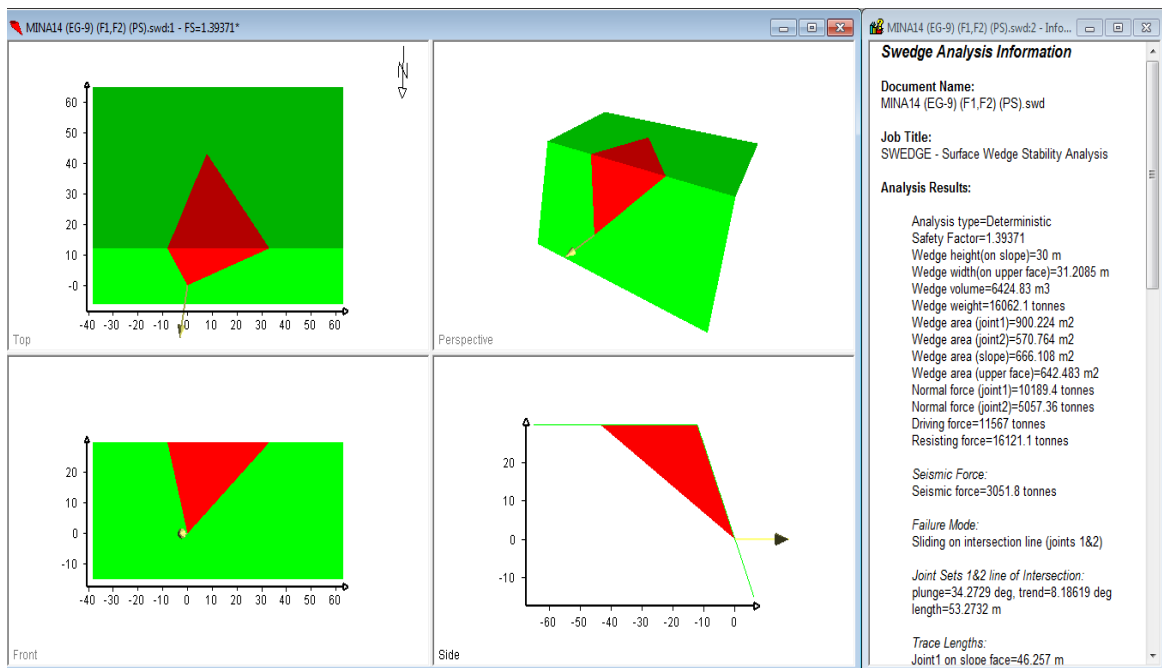 MINA14 (EG-9) (F1,F2) (PS).swd:1 - FS=1.39371*
N
60
50
40
30
20
10
-0
-40 -30 -20 -10 0 10 20 30 40 50 60
Top
Perspective
20
10
0
-10
-40 -30 -20 -10 0 10 20 30 40 50 60
Front
20
10
0
-10
-60 -50 -40 -30 -20 -10 0
Side
MINA14 (EG-9) (F1,F2) (PS).swd:2 - Info...
Swedge Analysis Information
Document Name:
MINA14 (EG-9) (F1,F2) (PS).swd
Job Title:
SWEDGE - Surface Wedge Stability Analysis
Analysis Results:
Analysis type=Deterministic
Safety Factor=1.39371
Wedge height(on slope)=30 m
Wedge width(on upper face)=31.2085 m
Wedge volume=6424.83 m3
Wedge weight=16062.1 tonnes
Wedge area (joint1)=900.224 m2
Wedge area (joint2)=570.764 m2
Wedge area (slope)=666.108 m2
Wedge area (upper face)=642.483 m2
Normal force (joint1)=10189.4 tonnes
Normal force (joint2)=5057.36 tonnes
Driving force=11567 tonnes
Resisting force=16121.1 tonnes
Seismic Force:
Seismic force=3051.8 tonnes
Failure Mode:
Sliding on intersection line (joints 1&2)
Joint Sets 1&2 line of Intersection:
plunge=34.2729 deg, trend=8.18619 deg
length=53.2732 m
Trace Lengths:
Joint1 on slope face=46.257 m